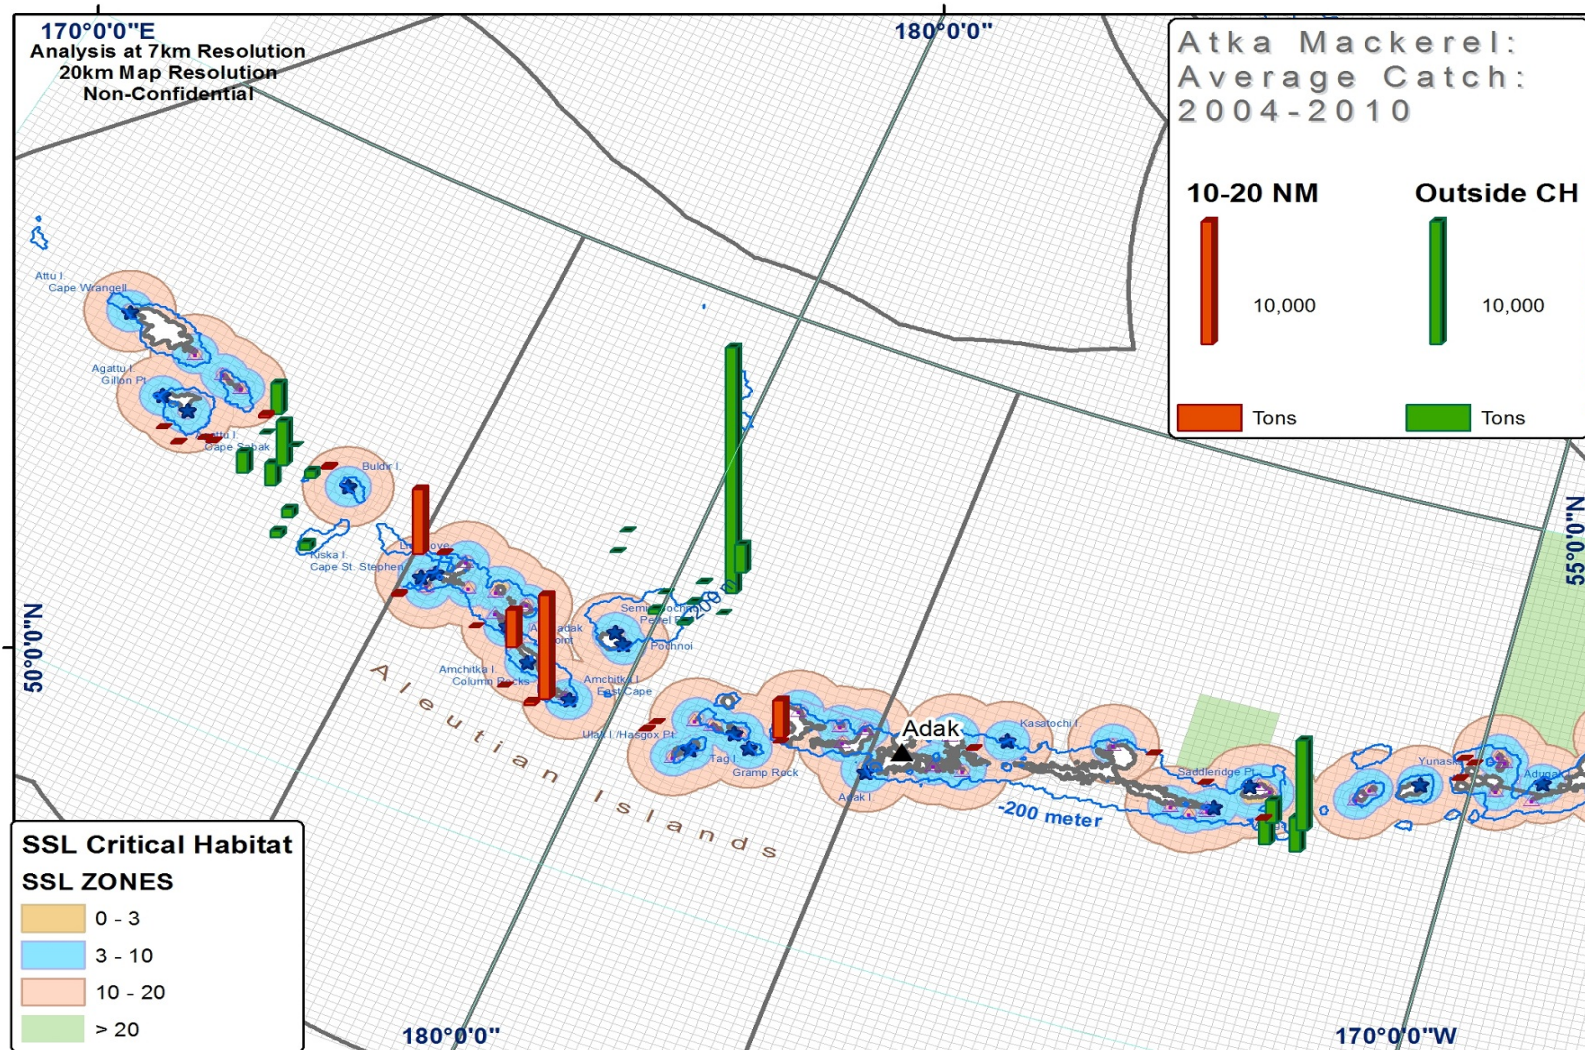 170°0'0"E
180°0'0"
Analysis at 7km Resolution
20km Map Resolution
Non-Confidential
Atka Mackerel:
Average Catch:
2004-2010
10-20 NM
Outside CH
10,000
10,000
Tons
Tons
Attu I.
Cape Wrangell
Agattu I.
Gillon Pt
Cape Sabak
Buldir I.
Kiska I.
Cape St. Stephen
55°0'0"N
50°0'0"N
Pochnoi
Amchitka I.
Column Rocks
Amchitka I.
East Cape
Ulak I./Hasgox Pt
Tag I.
Gramp Rock
Adak
Adak I.
Kasatochi I.
Saddleridge Pt.
-200 meter
Aleutian Islands
SSL Critical Habitat
SSL ZONES
0 - 3
3 - 10
10 - 20
> 20
180°0'0"
170°0'0"W